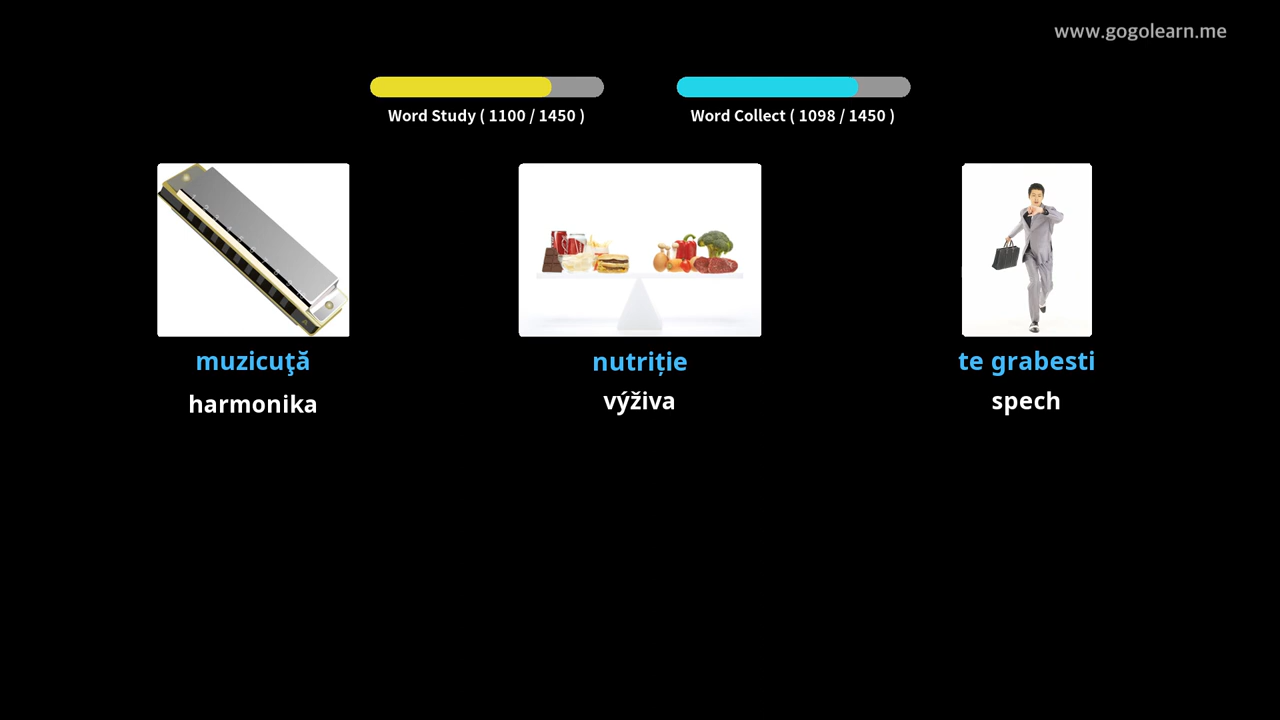 www.gogolearn.me
Word Study ( 1100 / 1450 )
Word Collect ( 1098 / 1450 )
muzicuţă
harmonika
nutriție
výživa
te grabesti
spech